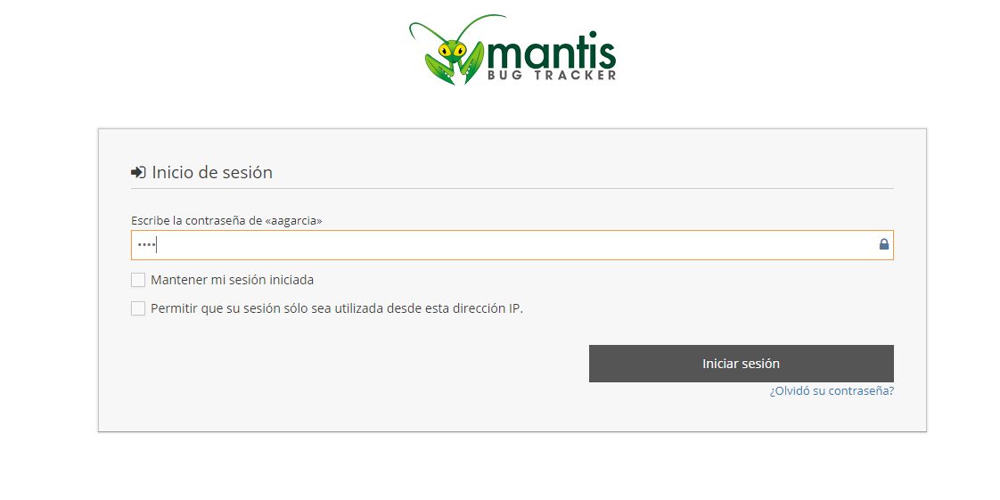 mantis
BUG TRACKER
Inicio de sesión
Escribe la contraseña de «aagarcia»
••••
Mantener mi sesión iniciada
Permitir que su sesión sólo sea utilizada desde esta dirección IP.
Iniciar sesión
¿Olvidó su contraseña?